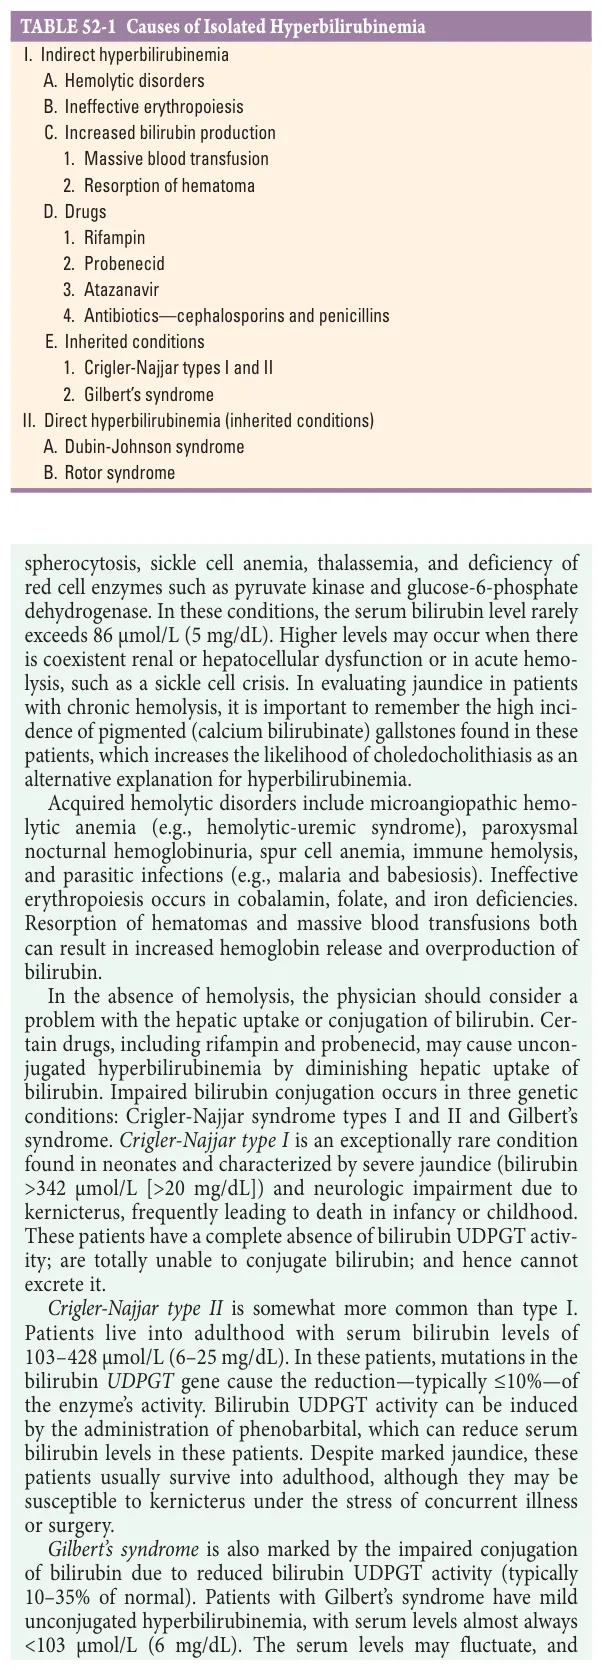 TABLE 52-1 Causes of Isolated Hyperbilirubinemia
I. Indirect hyperbilirubinemia
A. Hemolytic disorders
B. Ineffective erythropoiesis
C. Increased bilirubin production
1. Massive blood transfusion
2. Resorption of hematoma
D. Drugs
1. Rifampin
2. Probenecid
3. Atazanavir
4. Antibiotics—cephalosporins and penicillins
E. Inherited conditions
1. Crigler-Najjar types I and II
2. Gilbert’s syndrome
II. Direct hyperbilirubinemia (inherited conditions)
A. Dubin-Johnson syndrome
B. Rotor syndrome
spherocytosis, sickle cell anemia, thalassemia, and deficiency of
red cell enzymes such as pyruvate kinase and glucose-6-phosphate
dehydrogenase. In these conditions, the serum bilirubin level rarely
exceeds 86 μmol/L (5 mg/dL). Higher levels may occur when there
is coexistent renal or hepatocellular dysfunction or in acute hemo-
lysis, such as a sickle cell crisis. In evaluating jaundice in patients
with chronic hemolysis, it is important to remember the high inci-
dence of pigmented (calcium bilirubinate) gallstones found in these
patients, which increases the likelihood of choledocholithiasis as an
alternative explanation for hyperbilirubinemia.
Acquired hemolytic disorders include microangiopathic hemo-
lytic anemia (e.g., hemolytic-uremic syndrome), paroxysmal
nocturnal hemoglobinuria, spur cell anemia, immune hemolysis,
and parasitic infections (e.g., malaria and babesiosis). Ineffective
erythropoiesis occurs in cobalamin, folate, and iron deficiencies.
Resorption of hematomas and massive blood transfusions both
can result in increased hemoglobin release and overproduction of
bilirubin.
In the absence of hemolysis, the physician should consider a
problem with the hepatic uptake or conjugation of bilirubin. Cer-
tain drugs, including rifampin and probenecid, may cause uncon-
jugated hyperbilirubinemia by diminishing hepatic uptake of
bilirubin. Impaired bilirubin conjugation occurs in three genetic
conditions: Crigler-Najjar syndrome types I and II and Gilbert’s
syndrome. Crigler-Najjar type I is an exceptionally rare condition
found in neonates and characterized by severe jaundice (bilirubin
>342 μmol/L [>20 mg/dL]) and neurologic impairment due to
kernicterus, frequently leading to death in infancy or childhood.
These patients have a complete absence of bilirubin UDPGT activ-
ity; are totally unable to conjugate bilirubin; and hence cannot
excrete it.
Crigler-Najjar type II is somewhat more common than type I.
Patients live into adulthood with serum bilirubin levels of
103–428 μmol/L (6–25 mg/dL). In these patients, mutations in the
bilirubin UDPGT gene cause the reduction—typically ≤10%—of
the enzyme’s activity. Bilirubin UDPGT activity can be induced
by the administration of phenobarbital, which can reduce serum
bilirubin levels in these patients. Despite marked jaundice, these
patients usually survive into adulthood, although they may be
susceptible to kernicterus under the stress of concurrent illness
or surgery.
Gilbert’s syndrome is also marked by the impaired conjugation
of bilirubin due to reduced bilirubin UDPGT activity (typically
10–35% of normal). Patients with Gilbert’s syndrome have mild
unconjugated hyperbilirubinemia, with serum levels almost always
<103 μmol/L (6 mg/dL). The serum levels may fluctuate, and